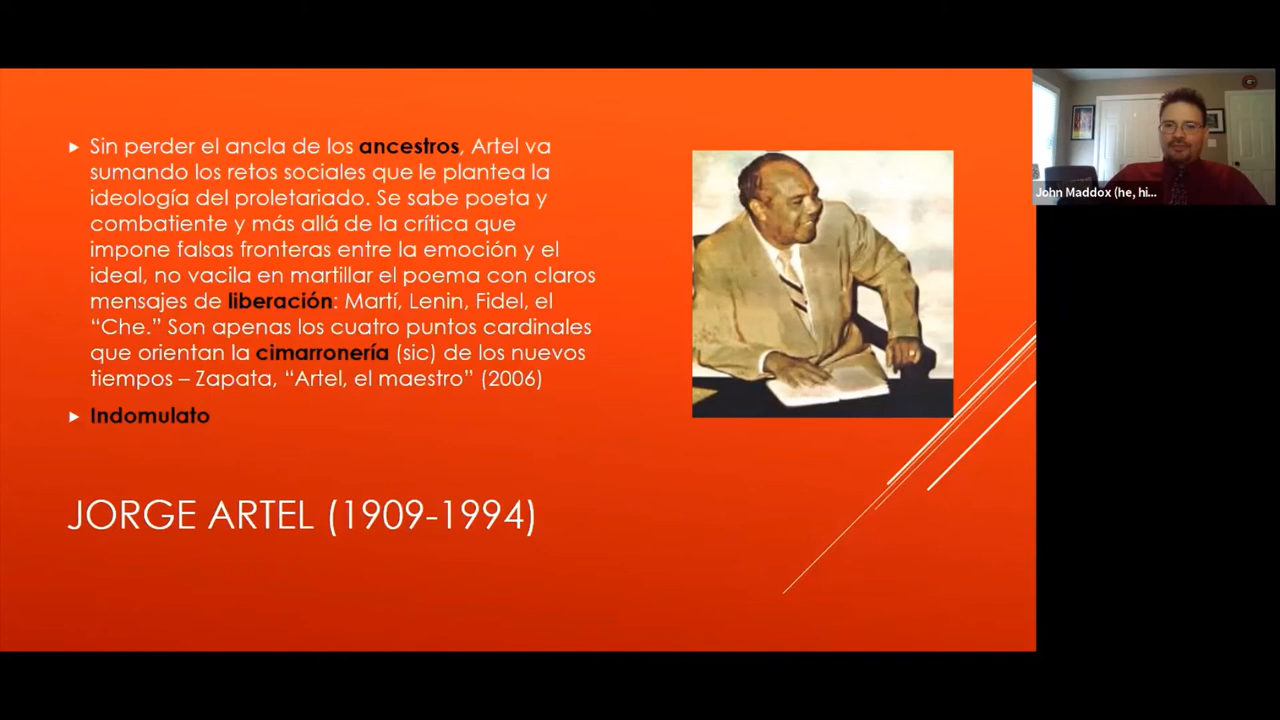 Sin perder el ancla de los ancestros, Artel va
sumando los retos sociales que le plantea la
ideología del proletariado. Se sabe poeta y
combatiente y más allá de la crítica que
impone falsas fronteras entre la emoción y el
ideal, no vacila en martillar el poema con claros
mensajes de liberación: Martí, Lenin, Fidel, el
“Che.” Son apenas los cuatro puntos cardinales
que orientan la cimarronería (sic) de los nuevos
tiempos – Zapata, “Artel, el maestro” (2006)
Indomulato
JORGE ARTEL (1909-1994)
John Maddox (he, hi...